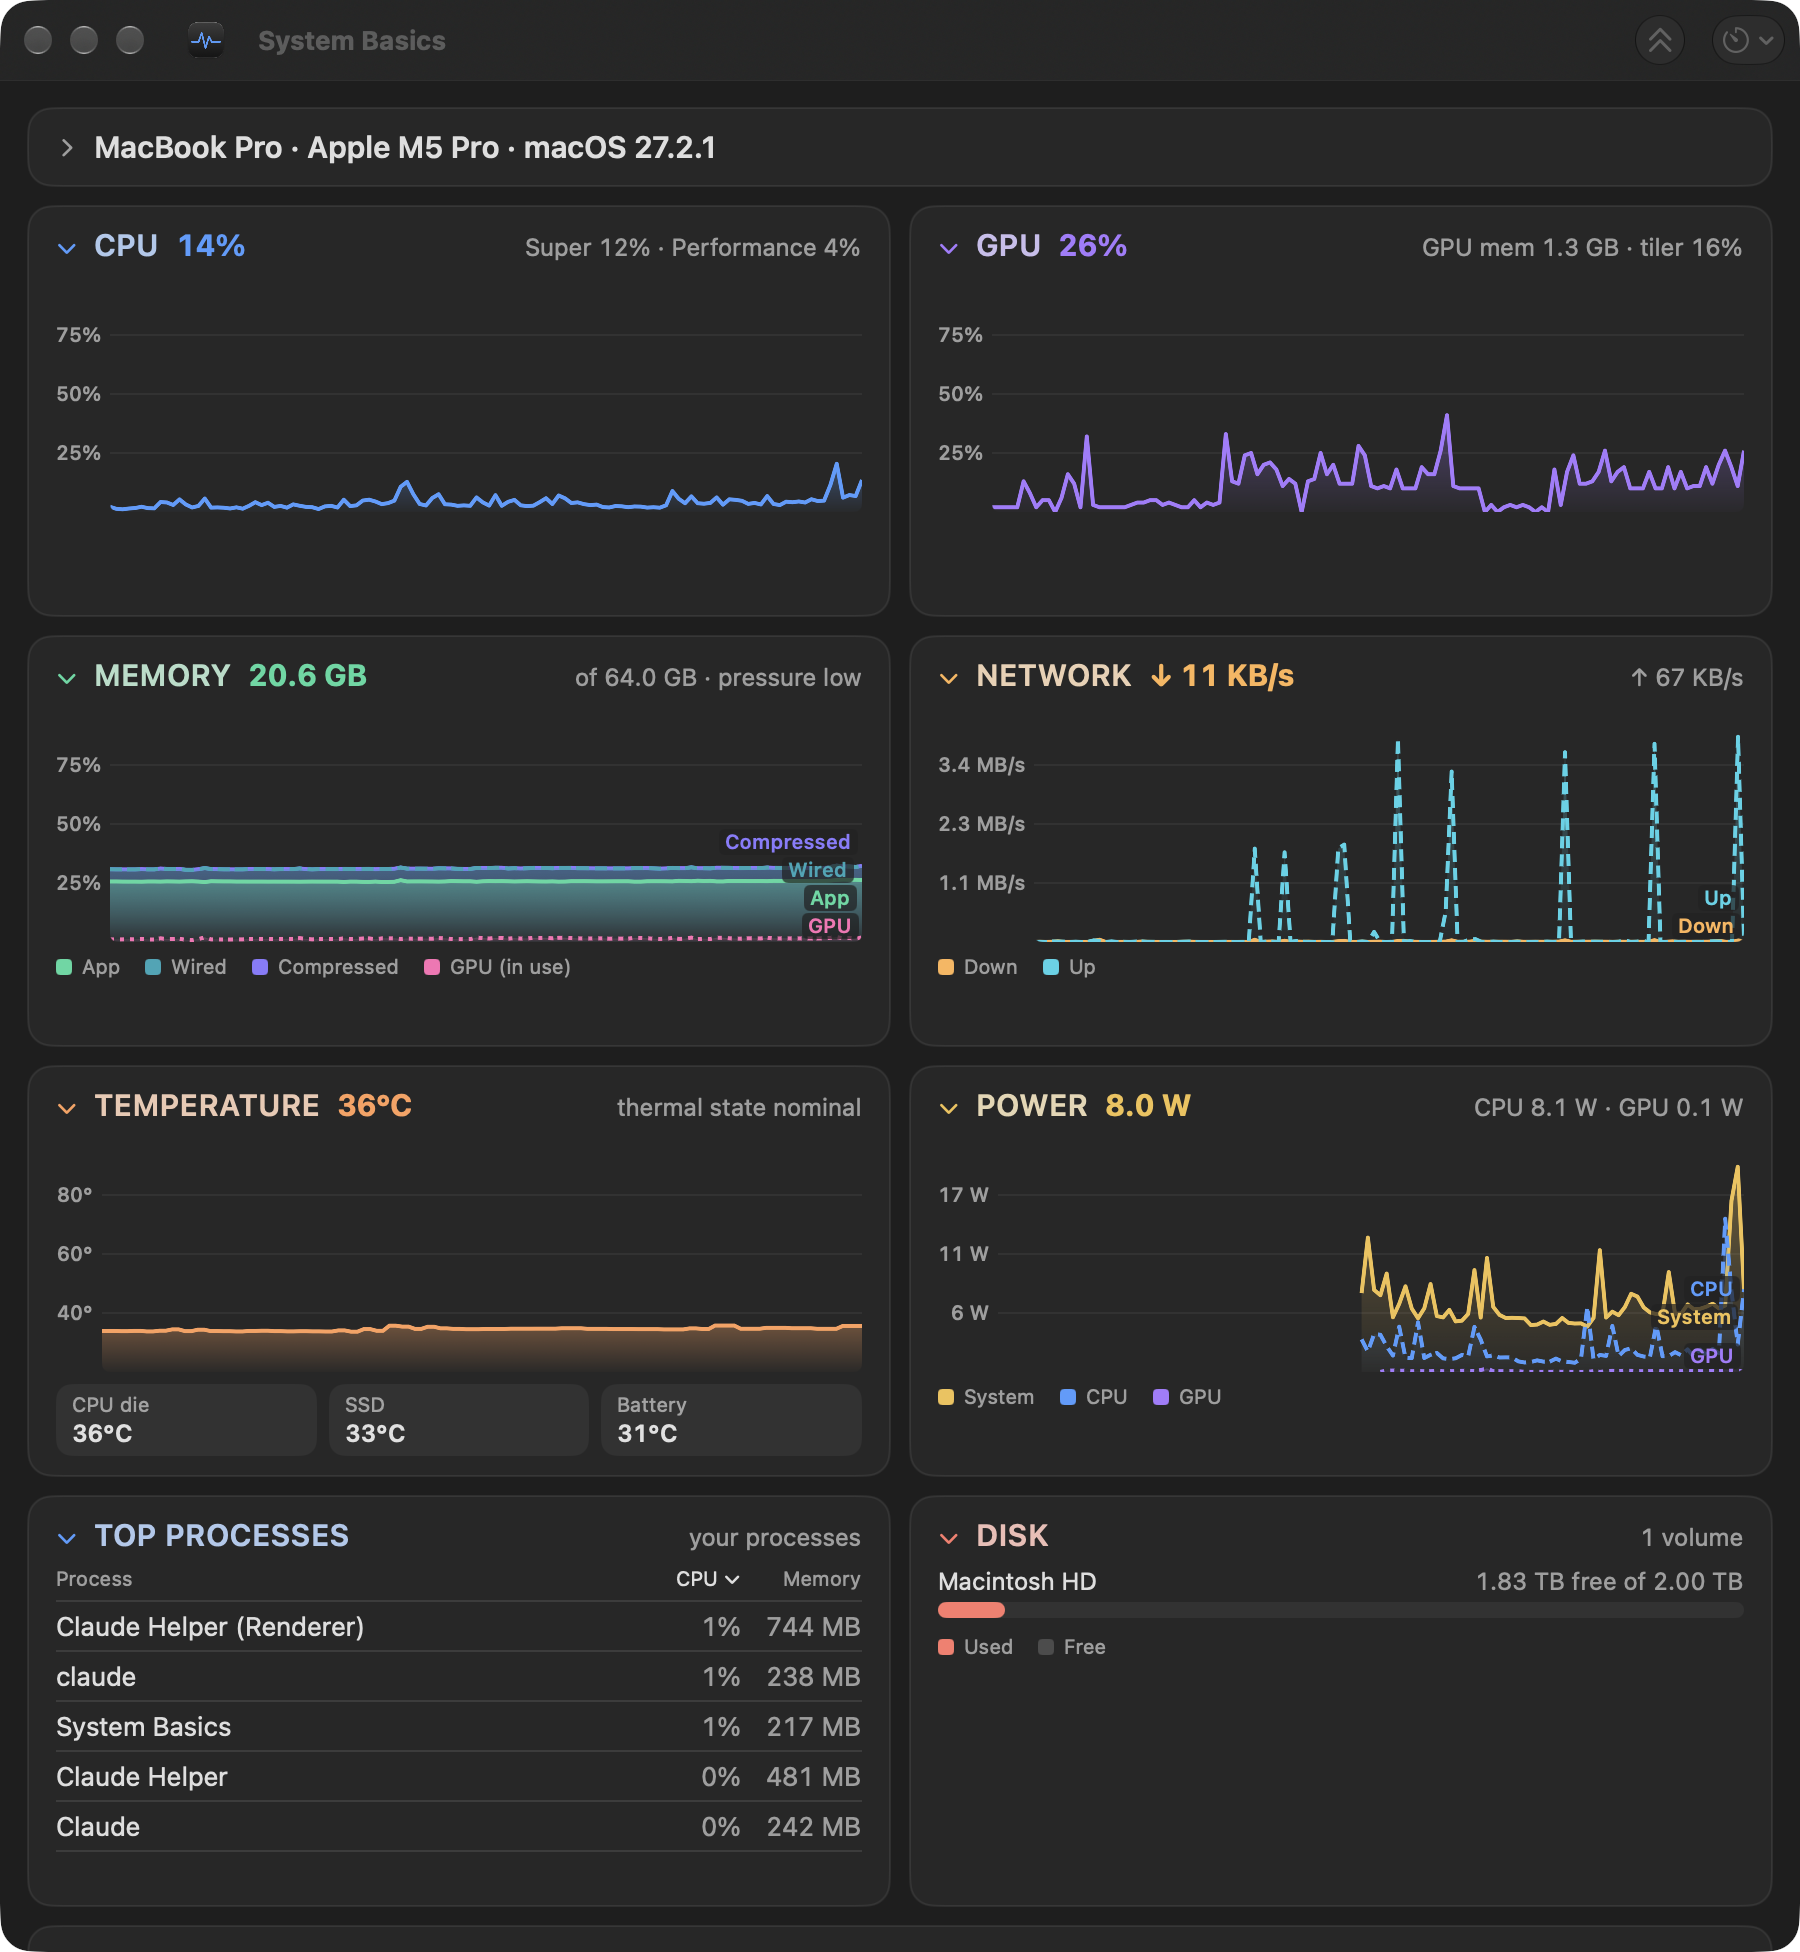 System Basics
MacBook Pro · Apple M5 Pro · macOS 27.2.1
CPU 14% Super 12% · Performance 4%
75%
50%
25%
GPU 26% GPU mem 1.3 GB · tiler 16%
75%
50%
25%
MEMORY 20.6 GB of 64.0 GB · pressure low
75%
50%
25%
Compressed
Wired
App
GPU
App Wired Compressed GPU (in use)
NETWORK ↓ 11 KB/s ↑ 67 KB/s
3.4 MB/s
2.3 MB/s
1.1 MB/s
Up
Down
Down Up
TEMPERATURE 36°C thermal state nominal
80°
60°
40°
CPU die SSD Battery
36°C 33°C 31°C
POWER 8.0 W CPU 8.1 W · GPU 0.1 W
17 W
11 W
6 W
CPU
System
GPU
System CPU GPU
TOP PROCESSES your processes
Process CPU Memory
Claude Helper (Renderer) 1% 744 MB
claude 1% 238 MB
System Basics 1% 217 MB
Claude Helper 0% 481 MB
Claude 0% 242 MB
DISK 1 volume
Macintosh HD 1.83 TB free of 2.00 TB
Used Free